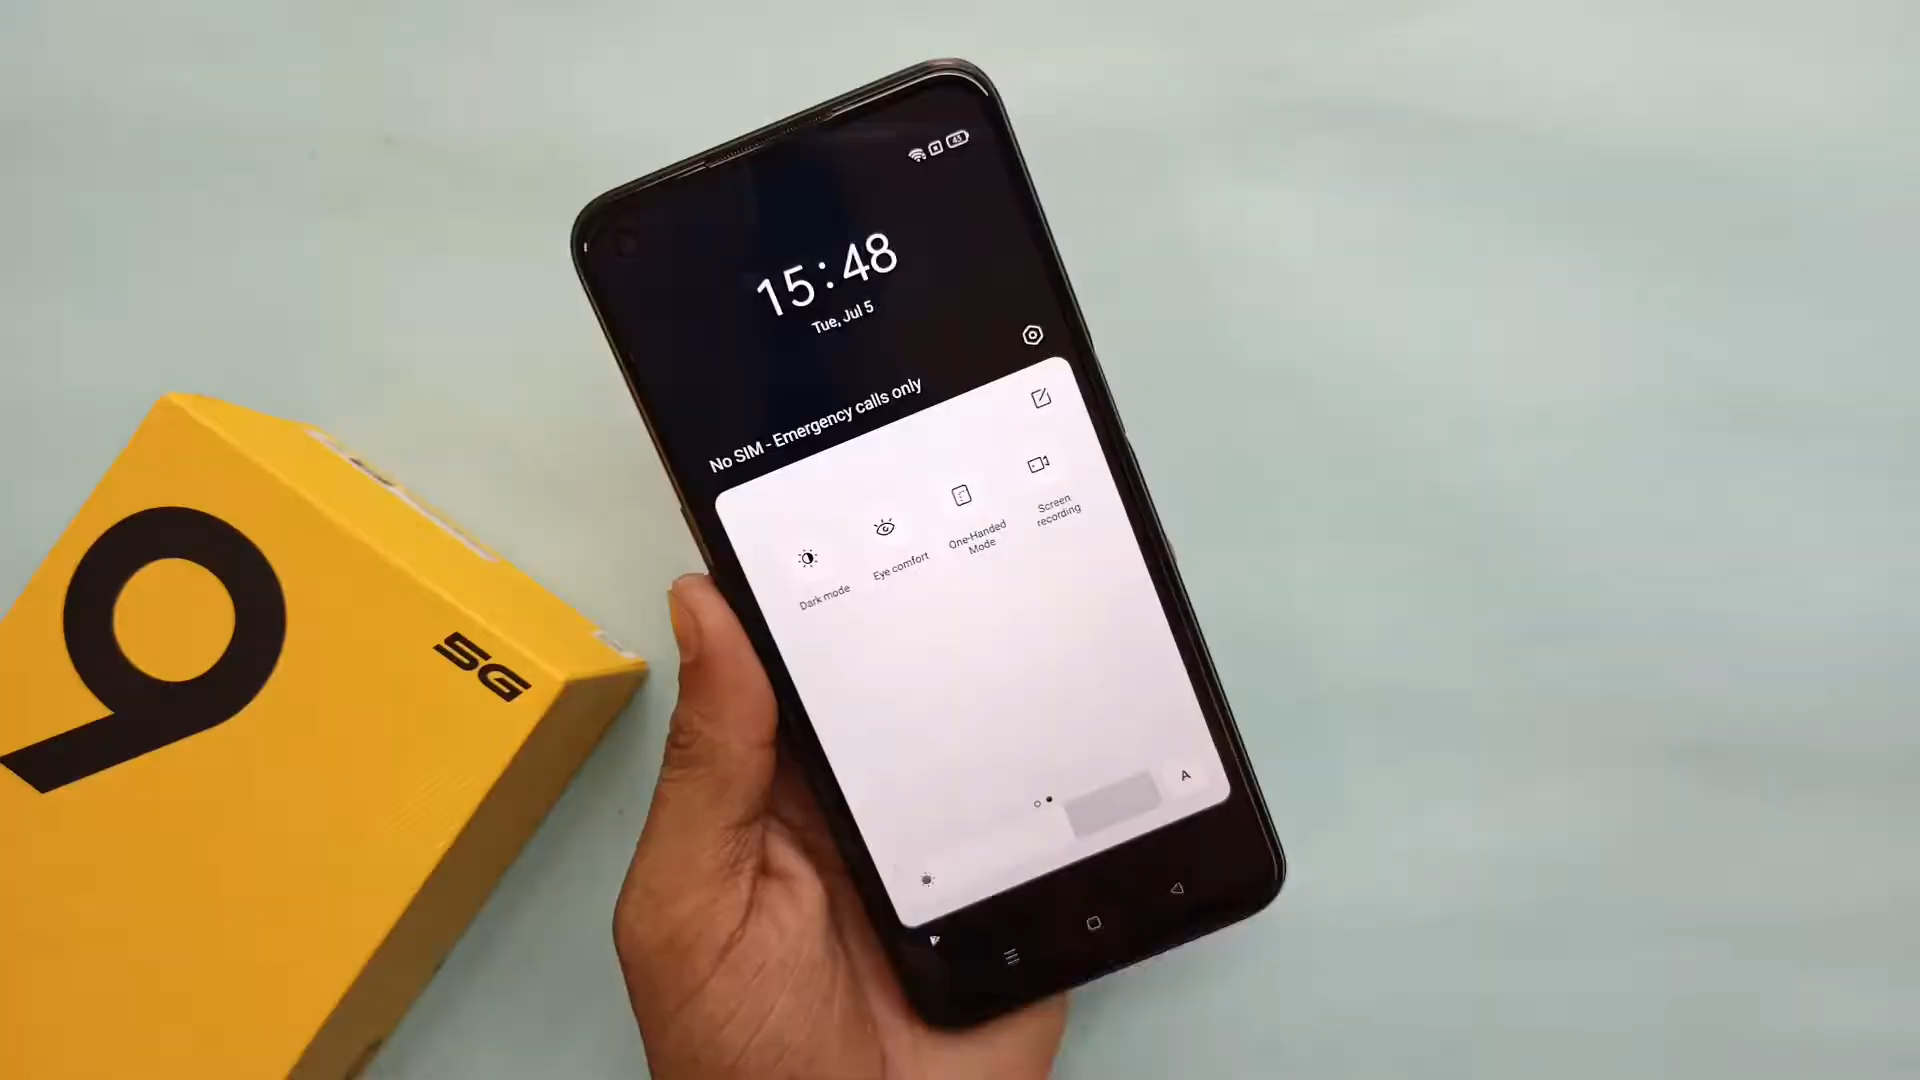 45
15:48
Tue, Jul 5
No SIM - Emergency calls only
Dark mode
Eye comfort
One-Handed
Mode
Screen
recording
A
9
5G